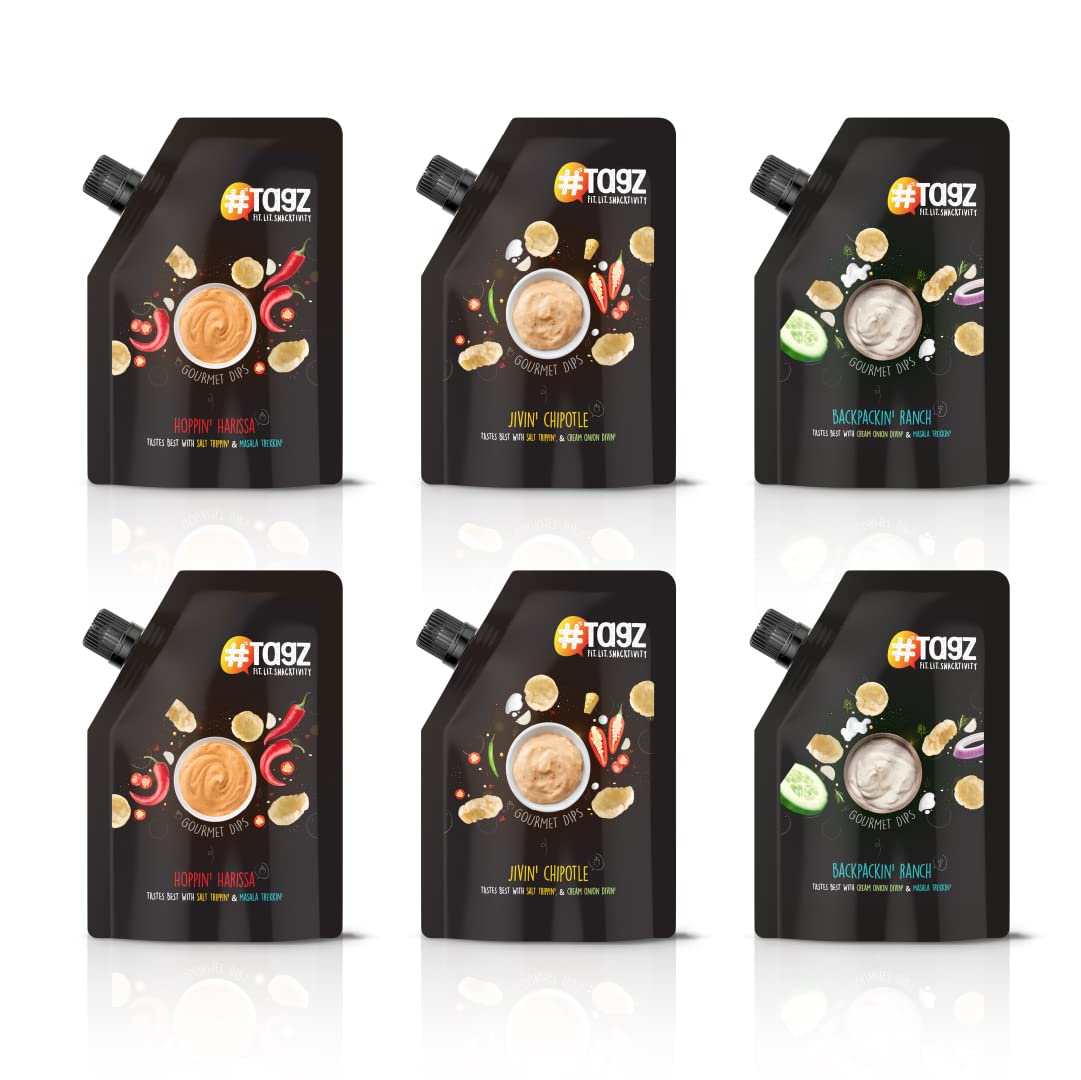 #TagZ
FIT. LIT. SNACKTIVITY
GOURMET DIPS
HOPPIN' HARISSA
TASTES BEST WITH SALT TRIPPIN', & MASALA TREKKIN'
#TagZ
FIT. LIT. SNACKTIVITY
GOURMET DIPS
JIVIN' CHIPOTLE
TASTES BEST WITH SALT TRIPPIN', & CREAM ONION DIVIN'
#TagZ
FIT. LIT. SNACKTIVITY
GOURMET DIPS
BACKPACKIN' RANCH
TASTES BEST WITH CREAM ONION DIVIN' & MASALA TREKKIN'
#TagZ
FIT. LIT. SNACKTIVITY
GOURMET DIPS
HOPPIN' HARISSA
TASTES BEST WITH SALT TRIPPIN', & MASALA TREKKIN'
#TagZ
FIT. LIT. SNACKTIVITY
GOURMET DIPS
JIVIN' CHIPOTLE
TASTES BEST WITH SALT TRIPPIN', & CREAM ONION DIVIN'
#TagZ
FIT. LIT. SNACKTIVITY
GOURMET DIPS
BACKPACKIN' RANCH
TASTES BEST WITH CREAM ONION DIVIN' & MASALA TREKKIN'